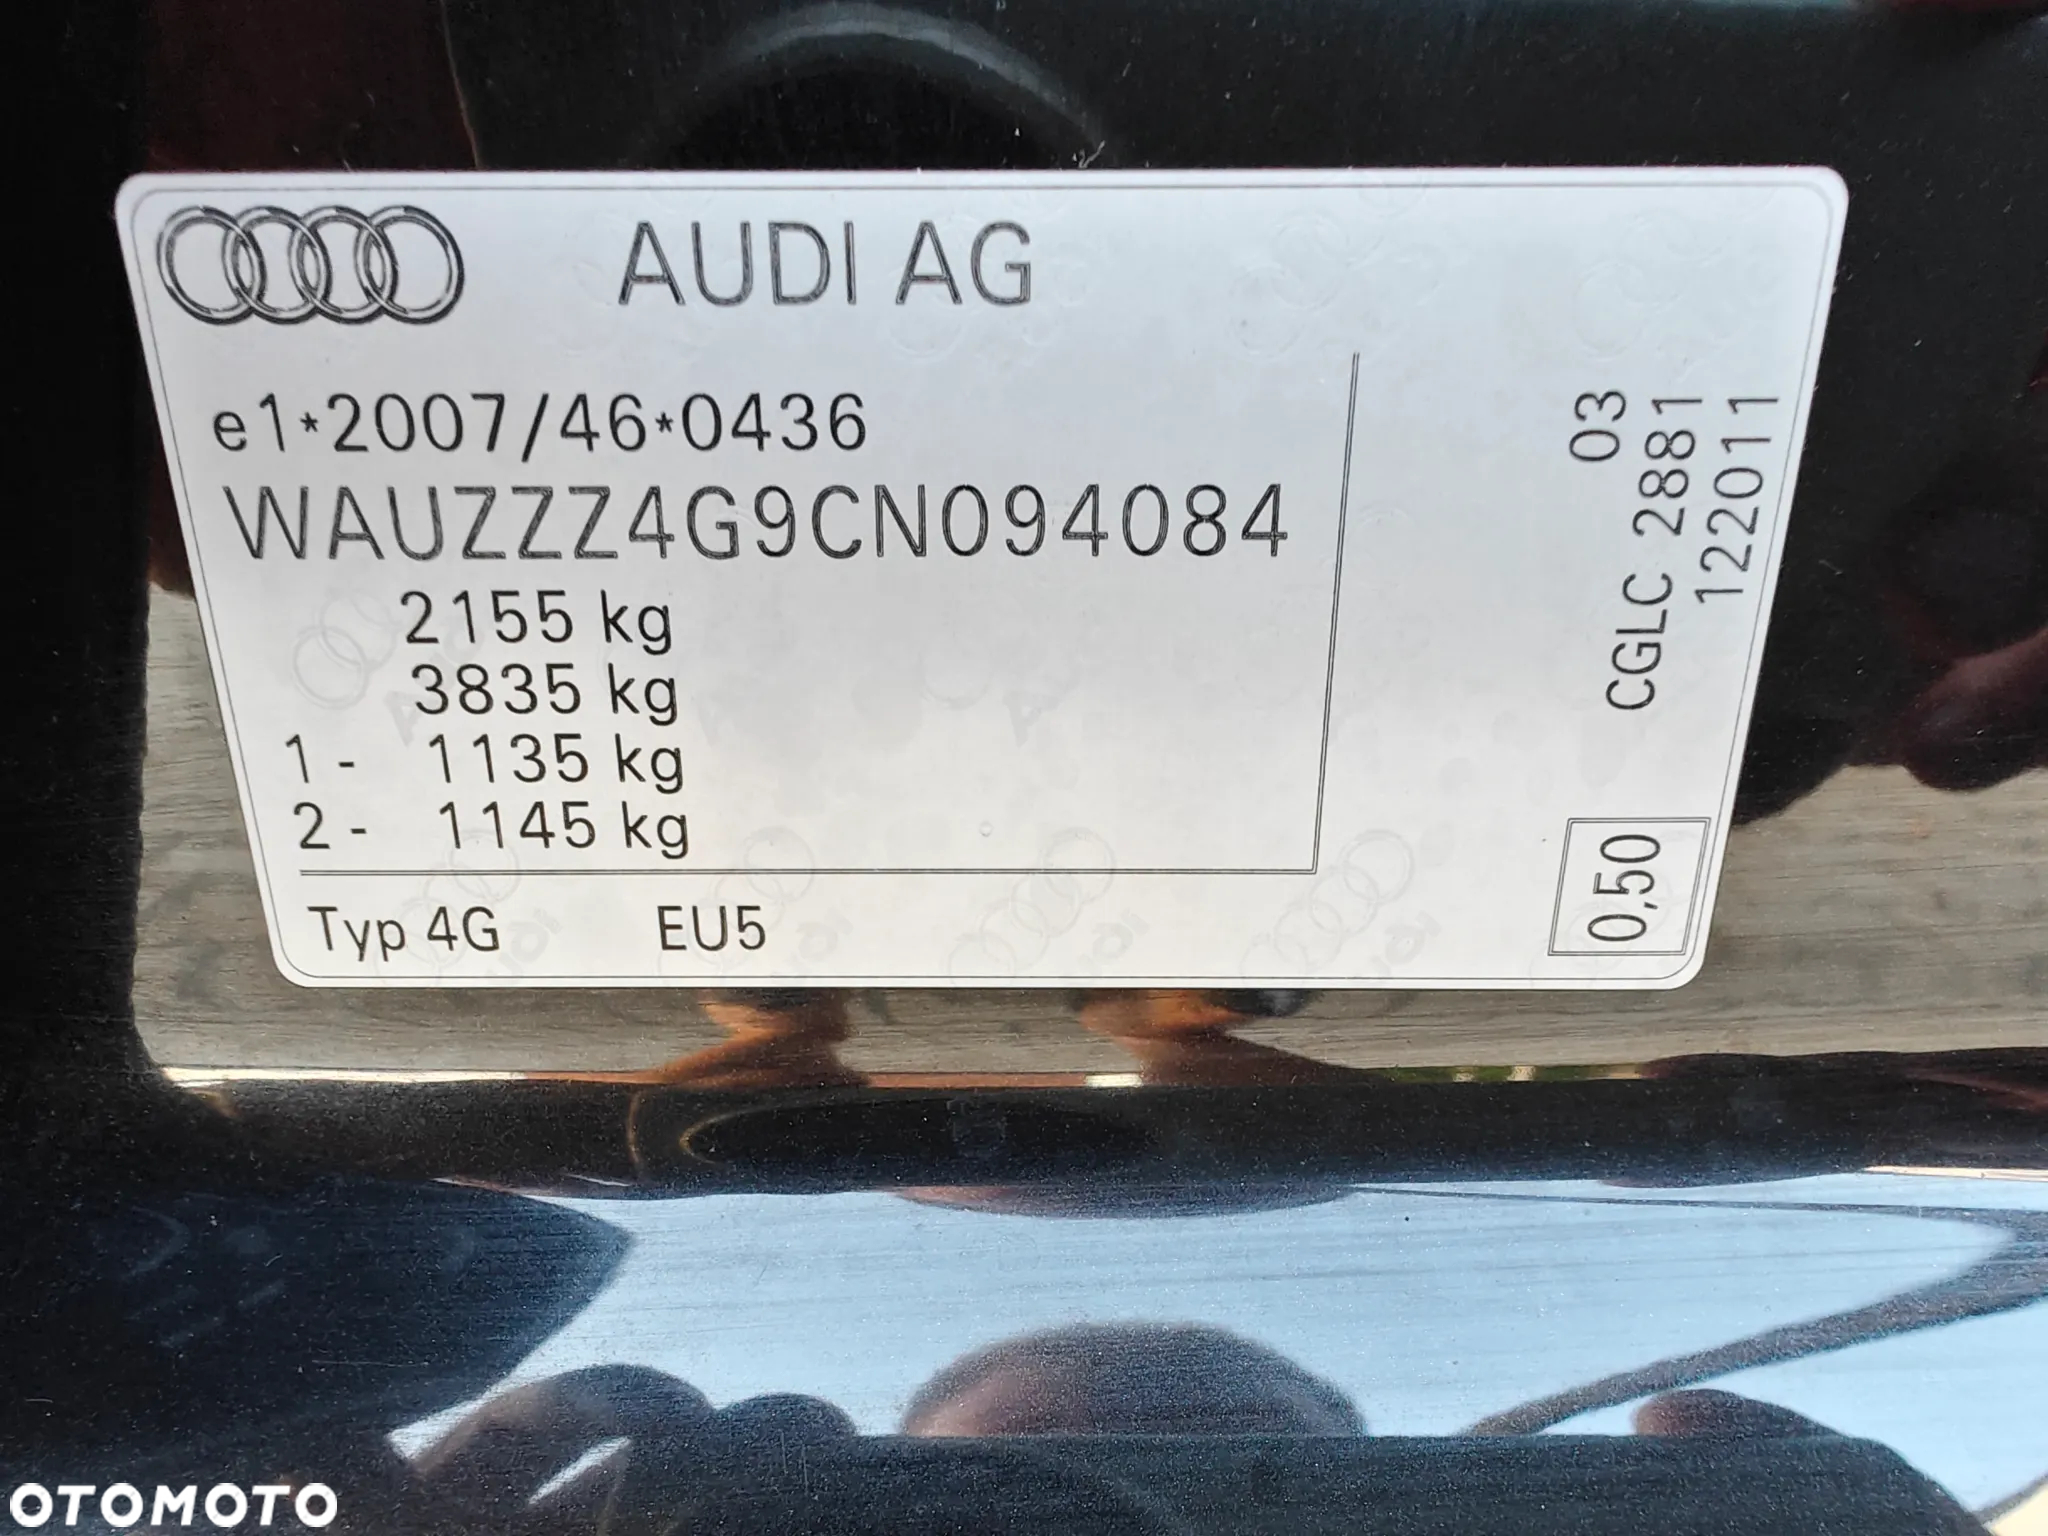 AUDI AG
e1*2007/46*0436
WAUZZZ4G9CN094084
2155 kg
3835 kg
1 - 1135 kg
2 - 1145 kg
Typ 4G EU5
03
CGLC 2881
122011
0,50
OTOMOTO